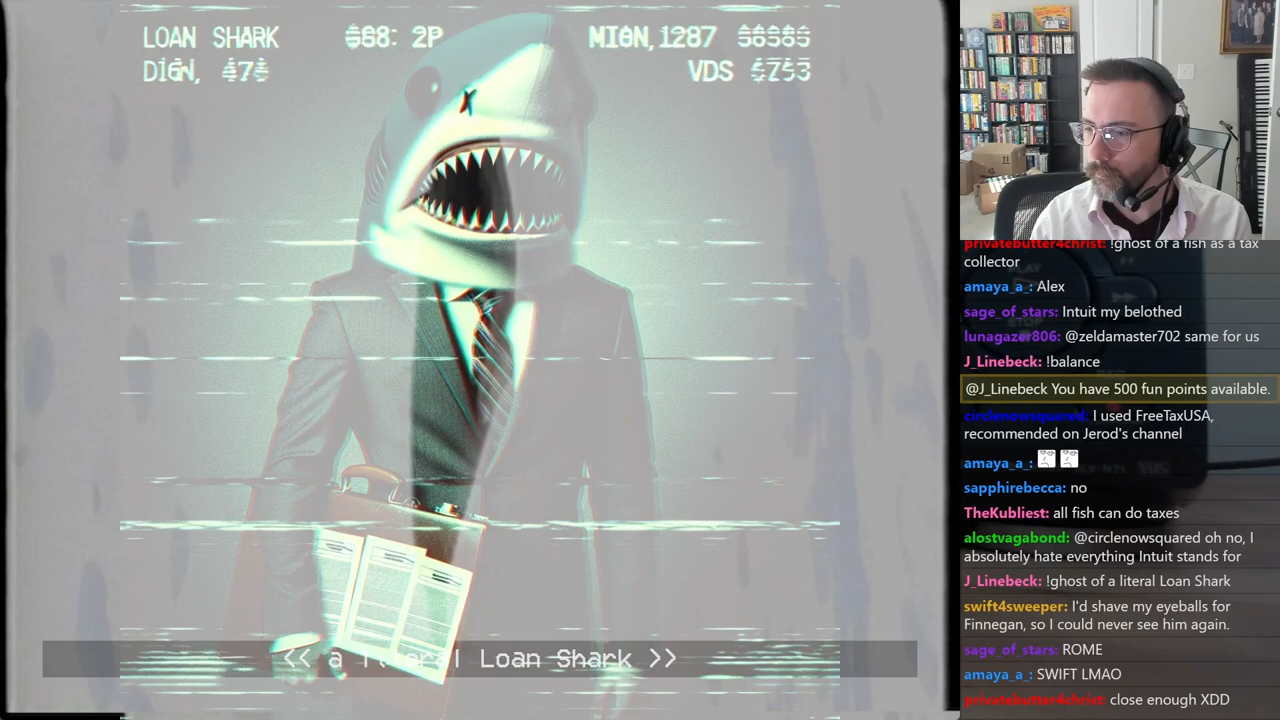 LOAN SHARK
VDS
<< a literal Loan Shark >>
privatebutter4christ: !ghost of a fish as a tax
collector
amaya_a_: Alex
sage_of_stars: Intuit my belothed
lunagazer806: @zeldamaster702 same for us
J_Linebeck: !balance
@J_Linebeck You have 500 fun points available.
circlenowsquared: I used FreeTaxUSA,
recommended on Jerod's channel
amaya_a_:
sapphirebecca: no
TheKubliest: all fish can do taxes
alostvagabond: @circlenowsquared oh no, I
absolutely hate everything Intuit stands for
J_Linebeck: !ghost of a literal Loan Shark
swift4sweeper: I'd shave my eyeballs for
Finnegan, so I could never see him again.
sage_of_stars: ROME
amaya_a_: SWIFT LMAO
privatebutter4christ: close enough XDD